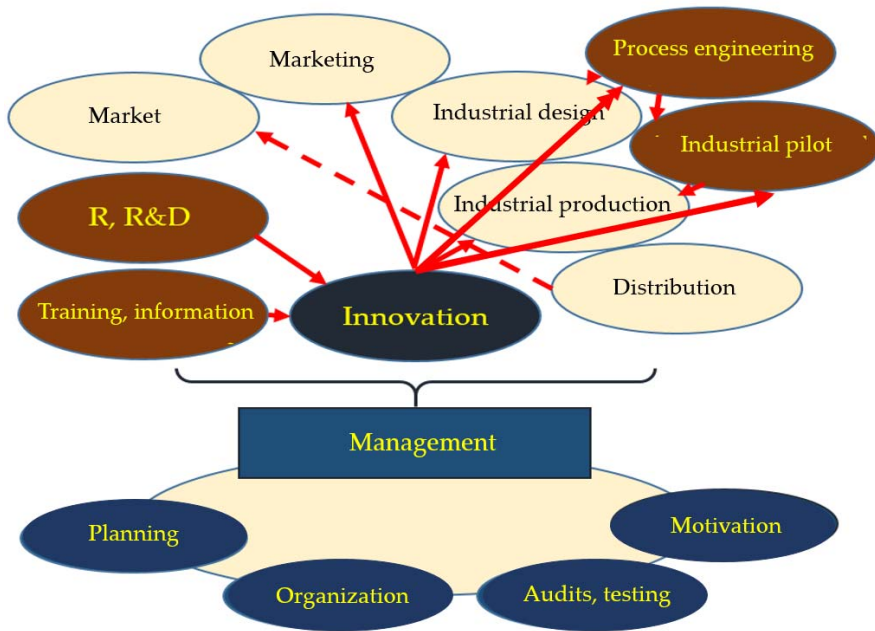 Process engineering
Marketing
Market
Industrial design
Industrial pilot
R, R&D
Industrial production
Training, information
Innovation
Distribution
Management
Planning
Motivation
Organization
Audits, testing